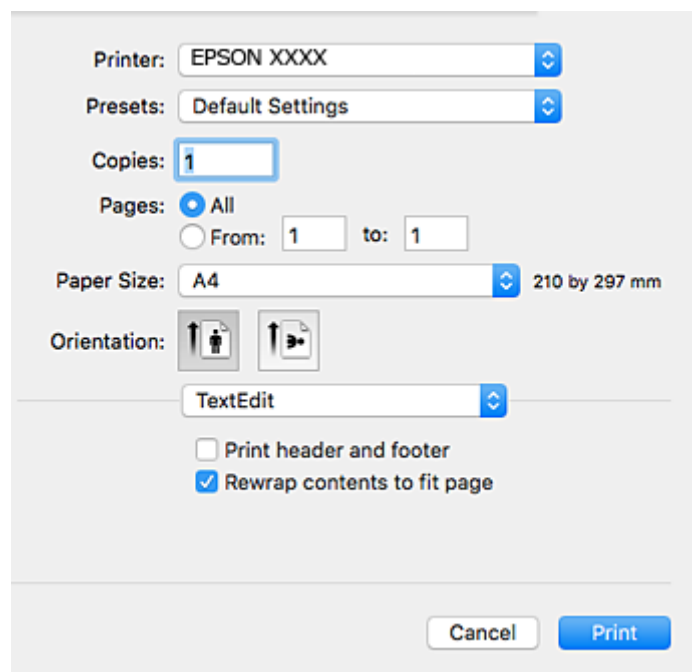 Printer: EPSON XXXX
Presets: Default Settings
Copies: 1
Pages: All
From: 1 to: 1
Paper Size: A4 210 by 297 mm
Orientation:
TextEdit
Print header and footer
Rewrap contents to fit page
Cancel Print